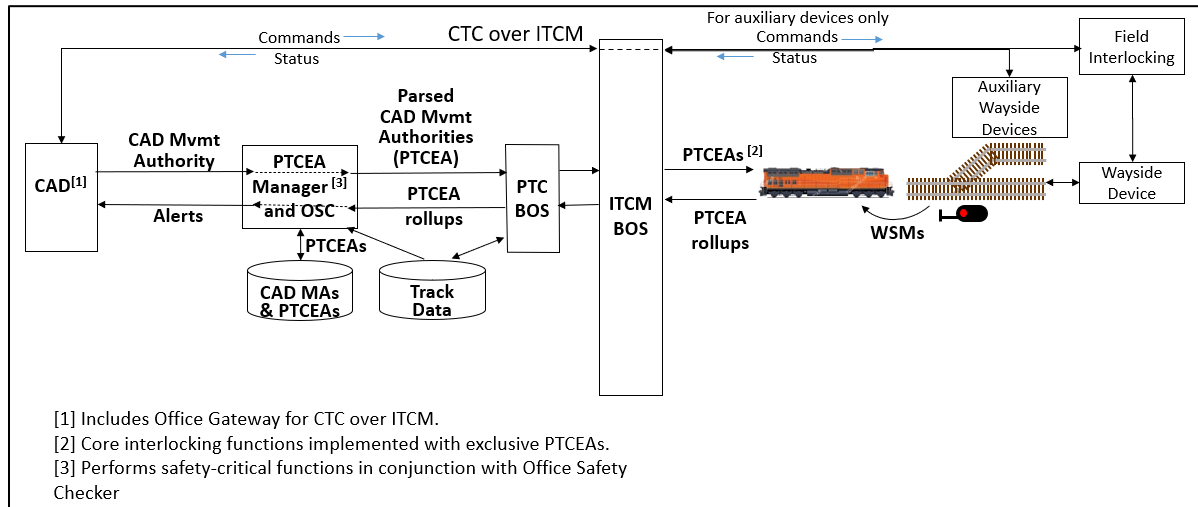 For auxiliary devices only
Commands
CTC over ITCM
Commands
Status
Status
Field
Interlocking
Auxiliary
Wayside
Devices
Parsed
CAD Mvmt
Authorities
(PTCEA)
CAD Mvmt
Authority
CAD[1]
PTCEA
Manager [3]
and OSC
Alerts
PTCEA
rollups
PTC
BOS
ITCM
BOS
PTCEAs [2]
PTCEA
rollups
WSMs
Wayside
Device
PTCEAs
CAD MAs
& PTCEAs
Track
Data
[1] Includes Office Gateway for CTC over ITCM.
[2] Core interlocking functions implemented with exclusive PTCEAs.
[3] Performs safety-critical functions in conjunction with Office Safety
Checker